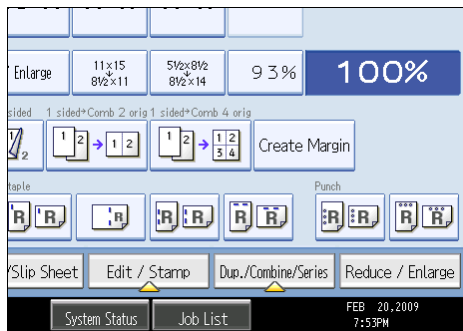 Enlarge 11×15 5½×8½ 93% 100%
8½×11 8½×14
sided 1 sided→Comb 2 orig 1 sided→Comb 4 orig
2 1 2 → 1 2 1 2 → 1 2 Create Margin
3 4
taple Punch
R R R R R R R R R R R
/Slip Sheet Edit / Stamp Dup./Combine/Series Reduce / Enlarge
System Status Job List FEB 20,2009
7:53PM